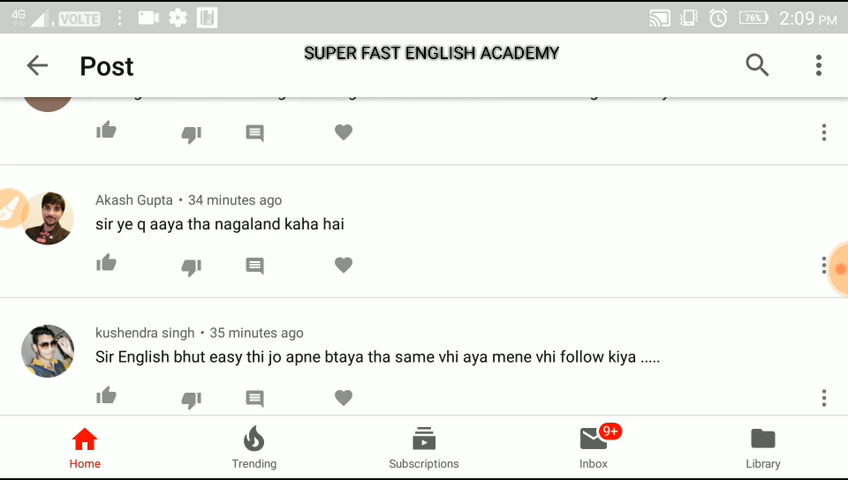 4G VOLTE 76% 2:09 PM
Post SUPER FAST ENGLISH ACADEMY
Akash Gupta • 34 minutes ago
sir ye q aaya tha nagaland kaha hai
kushendra singh • 35 minutes ago
Sir English bhut easy thi jo apne btaya tha same vhi aya mene vhi follow kiya .....
9+
Home Trending Subscriptions Inbox Library